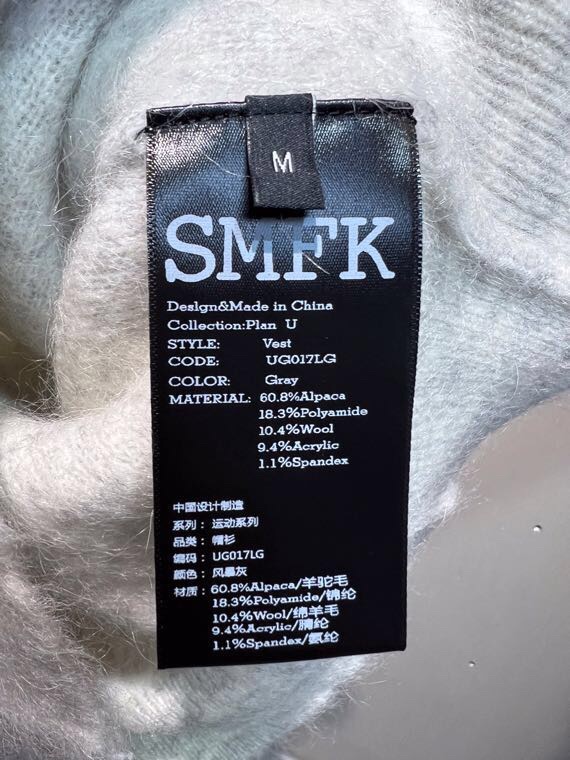 M
SMFK
Design&Made in China
Collection:Plan U
STYLE: Vest
CODE: UG017LG
COLOR: Gray
MATERIAL: 60.8%Alpaca
18.3%Polyamide
10.4%Wool
9.4%Acrylic
1.1%Spandex
中国设计制造
系列：运动系列
品类：帽衫
编码：UG017LG
颜色：风暴灰
材质：60.8%Alpaca/羊驼毛
18.3%Polyamide/锦纶
10.4%Wool/绵羊毛
9.4%Acrylic/腈纶
1.1%Spandex/氨纶